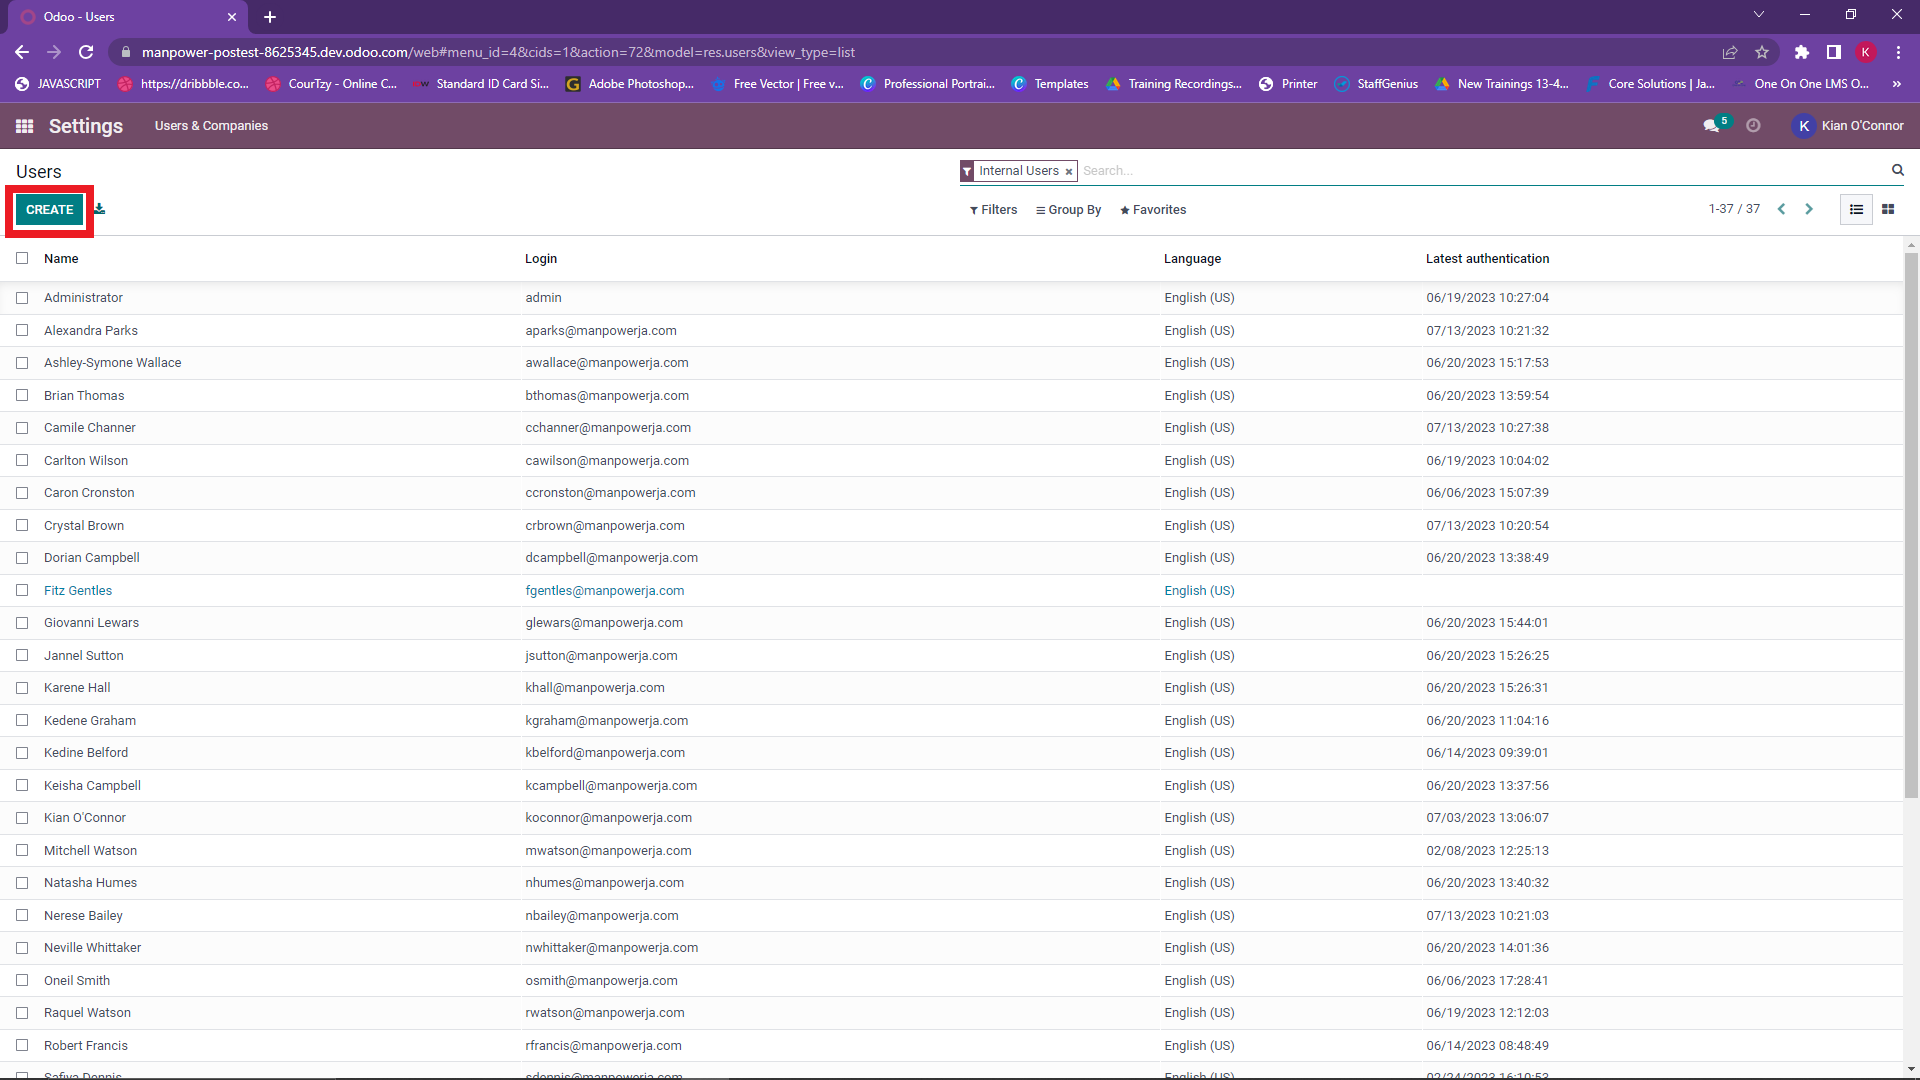 Odoo - Users
manpower-postest-8625345.dev.odoo.com/web#menu_id=4&cids=1&action=72&model=res.users&view_type=list
K
JAVASCRIPT https://dribbble.co... CourTzy - Online C... Standard ID Card Si... Adobe Photoshop... Free Vector | Free v... Professional Portrai... Templates Training Recordings... Printer StaffGenius New Trainings 13-4... Core Solutions | Ja... One On One LMS O... »
Settings Users & Companies 5 K Kian O'Connor
Users Internal Users × Search...
CREATE Filters Group By Favorites 1-37 / 37
Name Login Language Latest authentication
Administrator admin English (US) 06/19/2023 10:27:04
Alexandra Parks aparks@manpowerja.com English (US) 07/13/2023 10:21:32
Ashley-Symone Wallace awallace@manpowerja.com English (US) 06/20/2023 15:17:53
Brian Thomas bthomas@manpowerja.com English (US) 06/20/2023 13:59:54
Camile Channer cchanner@manpowerja.com English (US) 07/13/2023 10:27:38
Carlton Wilson cawilson@manpowerja.com English (US) 06/19/2023 10:04:02
Caron Cronston ccronston@manpowerja.com English (US) 06/06/2023 15:07:39
Crystal Brown crbrown@manpowerja.com English (US) 07/13/2023 10:20:54
Dorian Campbell dcampbell@manpowerja.com English (US) 06/20/2023 13:38:49
Fitz Gentles fgentles@manpowerja.com English (US)
Giovanni Lewars glewars@manpowerja.com English (US) 06/20/2023 15:44:01
Jannel Sutton jsutton@manpowerja.com English (US) 06/20/2023 15:26:25
Karene Hall khall@manpowerja.com English (US) 06/20/2023 15:26:31
Kedene Graham kgraham@manpowerja.com English (US) 06/20/2023 11:04:16
Kedine Belford kbelford@manpowerja.com English (US) 06/14/2023 09:39:01
Keisha Campbell kcampbell@manpowerja.com English (US) 06/20/2023 13:37:56
Kian O'Connor koconnor@manpowerja.com English (US) 07/03/2023 13:06:07
Mitchell Watson mwatson@manpowerja.com English (US) 02/08/2023 12:25:13
Natasha Humes nhumes@manpowerja.com English (US) 06/20/2023 13:40:32
Nerese Bailey nbailey@manpowerja.com English (US) 07/13/2023 10:21:03
Neville Whittaker nwhittaker@manpowerja.com English (US) 06/20/2023 14:01:36
Oneil Smith osmith@manpowerja.com English (US) 06/06/2023 17:28:41
Raquel Watson rwatson@manpowerja.com English (US) 06/19/2023 12:12:03
Robert Francis rfrancis@manpowerja.com English (US) 06/14/2023 08:48:49
Safiya Dennis sdennis@manpowerja.com English (US) 02/24/2023 16:10:53